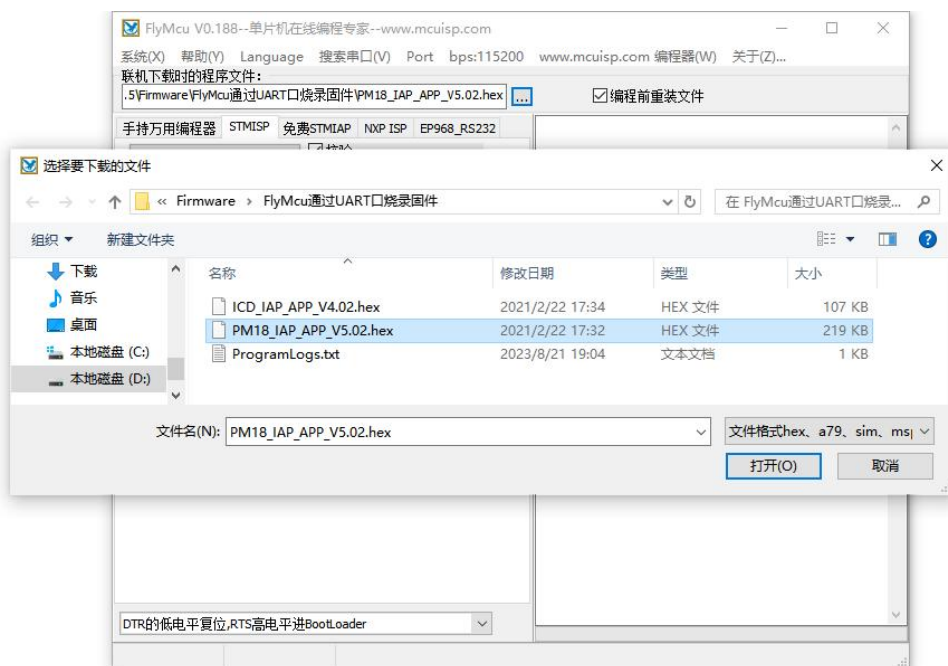 FlyMcu V0.188--单片机在线编程专家--www.mcuisp.com
系统(X) 帮助(Y) Language 搜索串口(V) Port bps:115200 www.mcuisp.com 编程器(W) 关于(Z)...
联机下载时的程序文件:
.5\Firmware\FlyMcu通过UART口烧录固件\PM18_IAP_APP_V5.02.hex ... 编程前重装文件
手持万用编程器 STMISP 免费STMIAP NXP ISP EP968_RS232
选择要下载的文件
« Firmware › FlyMcu通过UART口烧录固件 在 FlyMcu通过UART口烧录...
组织 新建文件夹
下载
音乐
桌面
本地磁盘 (C:)
本地磁盘 (D:)
名称 修改日期 类型 大小
ICD_IAP_APP_V4.02.hex 2021/2/22 17:34 HEX 文件 107 KB
PM18_IAP_APP_V5.02.hex 2021/2/22 17:32 HEX 文件 219 KB
ProgramLogs.txt 2023/8/21 19:04 文本文档 1 KB
文件名(N): PM18_IAP_APP_V5.02.hex 文件格式hex、a79、sim、msp
打开(O) 取消
DTR的低电平复位,RTS高电平进BootLoader